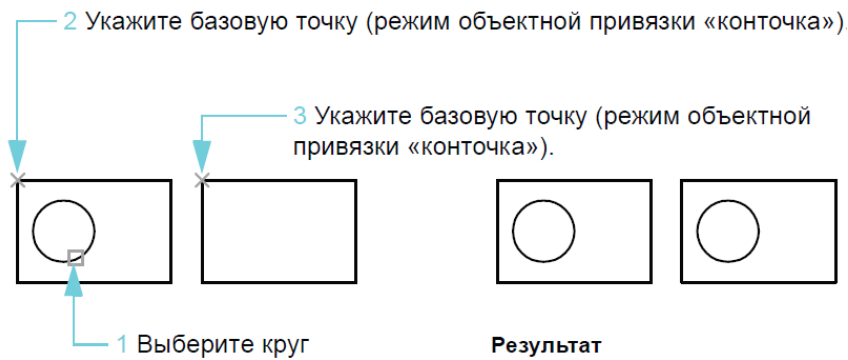 2 Укажите базовую точку (режим объектной привязки «конточка»).
3 Укажите базовую точку (режим объектной
привязки «конточка»).
1 Выберите круг
Результат